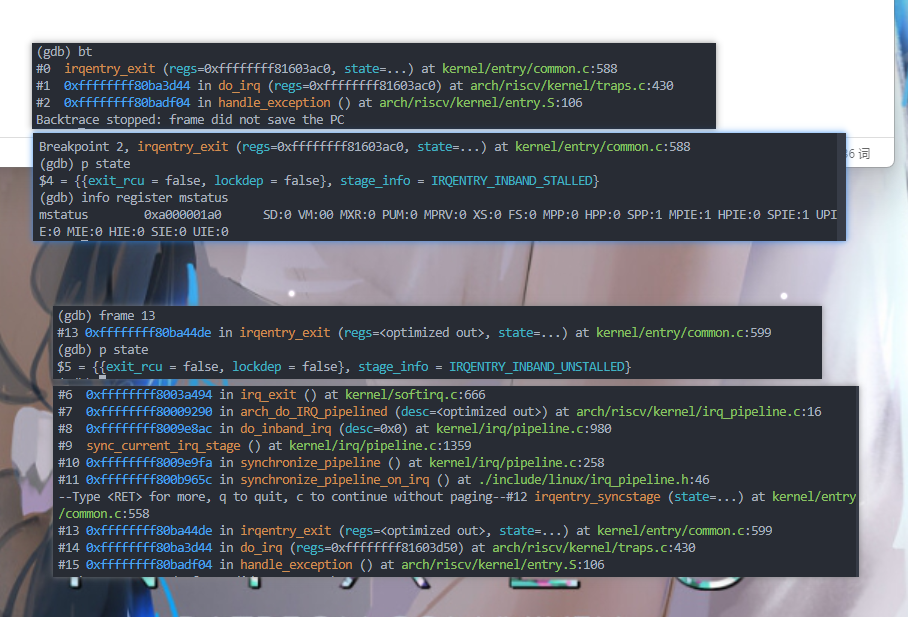 (gdb) bt
#0  irqentry_exit (regs=0xffffffff81603ac0, state=...) at kernel/entry/common.c:588
#1  0xffffffff80ba3d44 in do_irq (regs=0xffffffff81603ac0) at arch/riscv/kernel/traps.c:430
#2  0xffffffff80badf04 in handle_exception () at arch/riscv/kernel/entry.S:106
Backtrace stopped: frame did not save the PC
Breakpoint 2, irqentry_exit (regs=0xffffffff81603ac0, state=...) at kernel/entry/common.c:588
(gdb) p state
$4 = {{exit_rcu = false, lockdep = false}, stage_info = IRQENTRY_INBAND_STALLED}
(gdb) info register mstatus
mstatus        0xa000001a0      SD:0 VM:00 MXR:0 PUM:0 MPRV:0 XS:0 FS:0 MPP:0 HPP:0 SPP:1 MPIE:1 HPIE:0 SPIE:1 UPI
E:0 MIE:0 HIE:0 SIE:0 UIE:0
6 词
(gdb) frame 13
#13 0xffffffff80ba44de in irqentry_exit (regs=<optimized out>, state=...) at kernel/entry/common.c:599
(gdb) p state
$5 = {{exit_rcu = false, lockdep = false}, stage_info = IRQENTRY_INBAND_UNSTALLED}
#6  0xffffffff8003a494 in irq_exit () at kernel/softirq.c:666
#7  0xffffffff80009290 in arch_do_IRQ_pipelined (desc=<optimized out>) at arch/riscv/kernel/irq_pipeline.c:16
#8  0xffffffff8009e8ac in do_inband_irq (desc=0x0) at kernel/irq/pipeline.c:980
#9  sync_current_irq_stage () at kernel/irq/pipeline.c:1359
#10 0xffffffff8009e9fa in synchronize_pipeline () at kernel/irq/pipeline.c:258
#11 0xffffffff800b965c in synchronize_pipeline_on_irq () at ./include/linux/irq_pipeline.h:46
--Type <RET> for more, q to quit, c to continue without paging--#12 irqentry_syncstage (state=...) at kernel/entry
/common.c:558
#13 0xffffffff80ba44de in irqentry_exit (regs=<optimized out>, state=...) at kernel/entry/common.c:599
#14 0xffffffff80ba3d44 in do_irq (regs=0xffffffff81603d50) at arch/riscv/kernel/traps.c:430
#15 0xffffffff80badf04 in handle_exception () at arch/riscv/kernel/entry.S:106